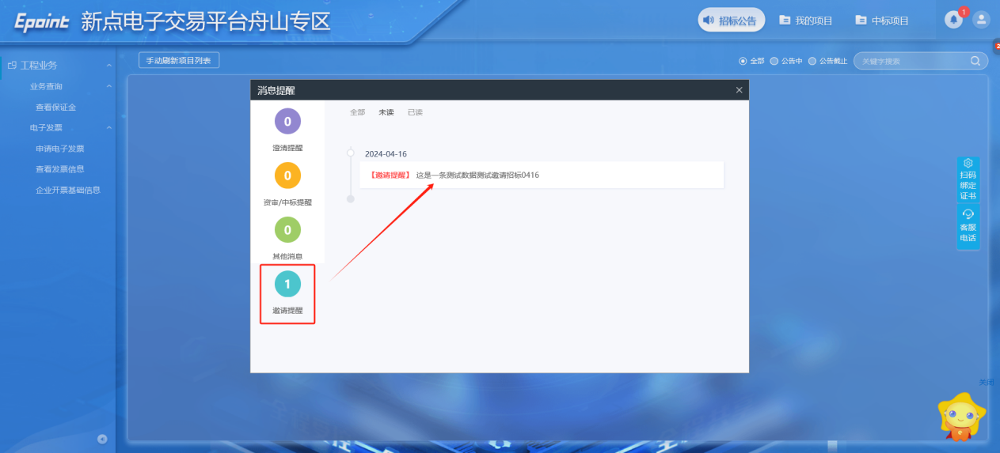 Epoint 新点电子交易平台舟山专区
招标公告
我的项目
中标项目
1
2
工程业务
业务查询
查看保证金
电子发票
申请电子发票
查看发票信息
企业开票基础信息
手动刷新项目列表
全部 公告中 公告截止
关键字搜索
消息提醒
0
澄清提醒
0
资审/中标提醒
0
其他消息
1
邀请提醒
全部 未读 已读
2024-04-16
【邀请提醒】 这是一条测试数据测试邀请招标0416
扫码
绑定
证书
客服
电话
关闭